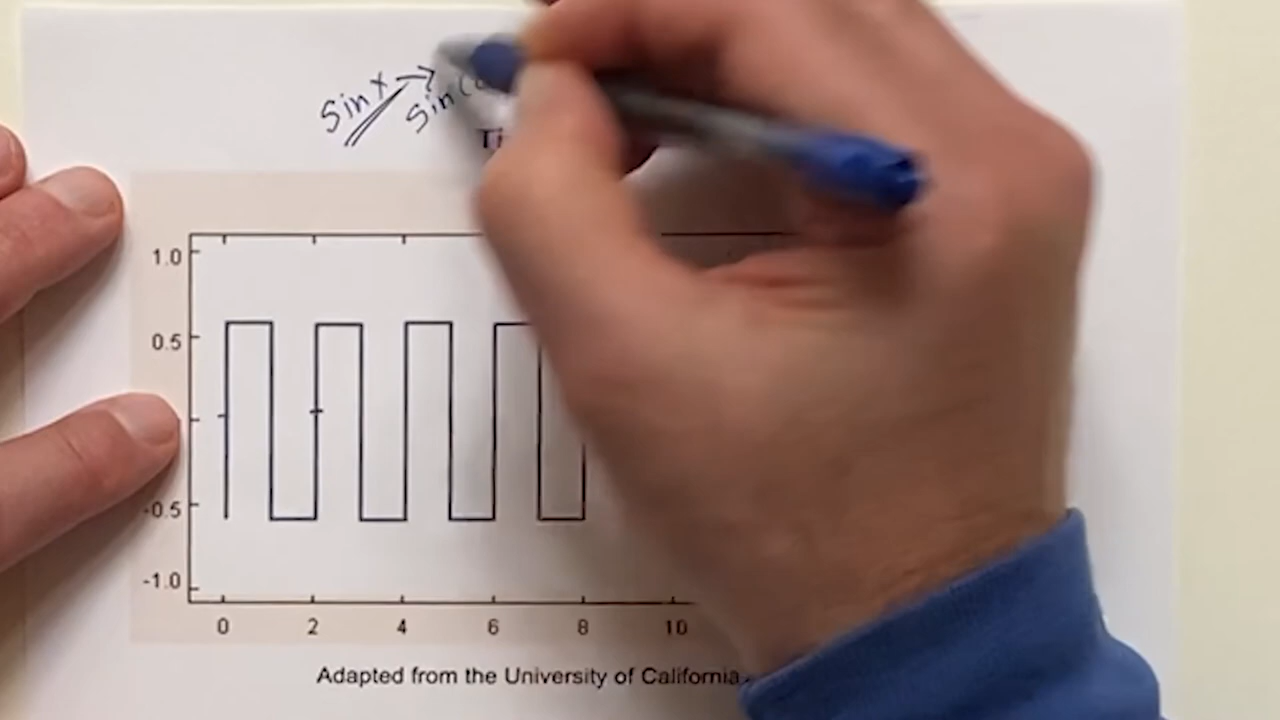 Sin x → Sin(
1.0
0.5
-0.5
-1.0
0 2 4 6 8 10
Adapted from the University of California